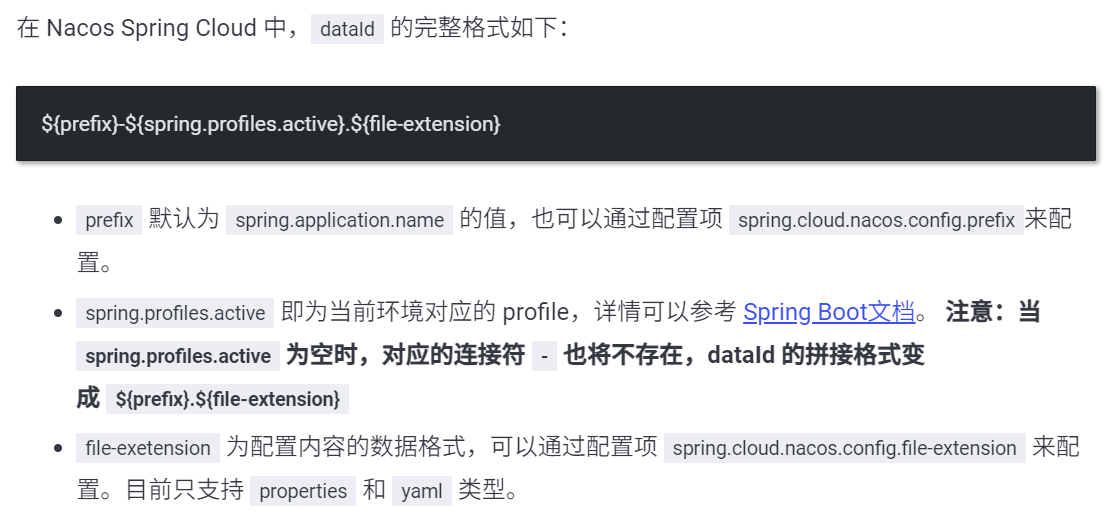 在 Nacos Spring Cloud 中，dataId 的完整格式如下：
${prefix}-${spring.profiles.active}.${file-extension}
prefix 默认为 spring.application.name 的值，也可以通过配置项 spring.cloud.nacos.config.prefix来配
置。
spring.profiles.active 即为当前环境对应的 profile，详情可以参考 Spring Boot文档。 注意：当
spring.profiles.active 为空时，对应的连接符 - 也将不存在，dataId 的拼接格式变
成 ${prefix}.${file-extension}
file-exetension 为配置内容的数据格式，可以通过配置项 spring.cloud.nacos.config.file-extension 来配
置。目前只支持 properties 和 yaml 类型。